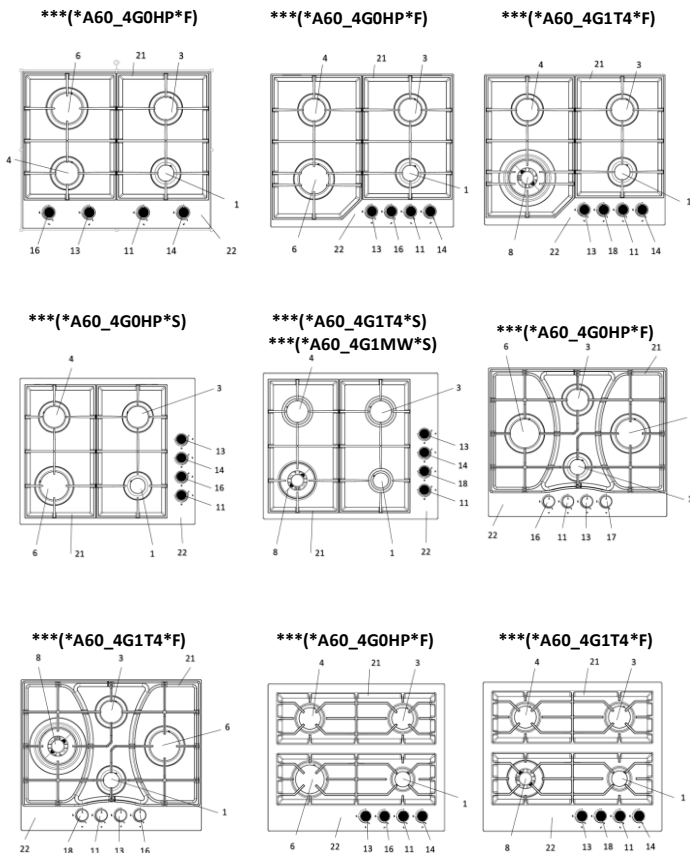 ***(*A60_4G0HP*F)
***(*A60_4G0HP*F)
***(*A60_4G1T4*F)
6 21 3
4
1
16 13 11 14 22
4 21 3
1
6 22 13 16 11 14
4 21 3
1
8 22 13 18 11 14
***(*A60_4G0HP*S)
***(*A60_4G1T4*S)
***(*A60_4G1MW*S)
***(*A60_4G0HP*F)
4 3
13
14
16
11
6 21 1 22
4 3
13
14
18
11
8 21 1 22
6 3 21
22 16 11 13 17
***(*A60_4G1T4*F)
***(*A60_4G0HP*F)
***(*A60_4G1T4*F)
8 3 21
6
1
22 18 11 13 16
4 21 3
1
6 22 13 16 11 14
4 21 3
1
8 22 13 18 11 14